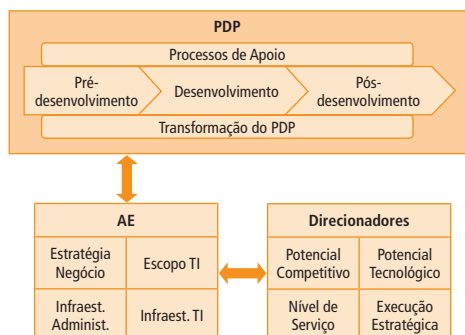 PDP
Processos de Apoio
Pré-
desenvolvimento
Desenvolvimento
Pós-
desenvolvimento
Transformação do PDP
AE
Estratégia
Negócio
Escopo TI
Infraest.
Administ.
Infraest. TI
Direcionadores
Potencial
Competitivo
Potencial
Tecnológico
Nível de
Serviço
Execução
Estratégica